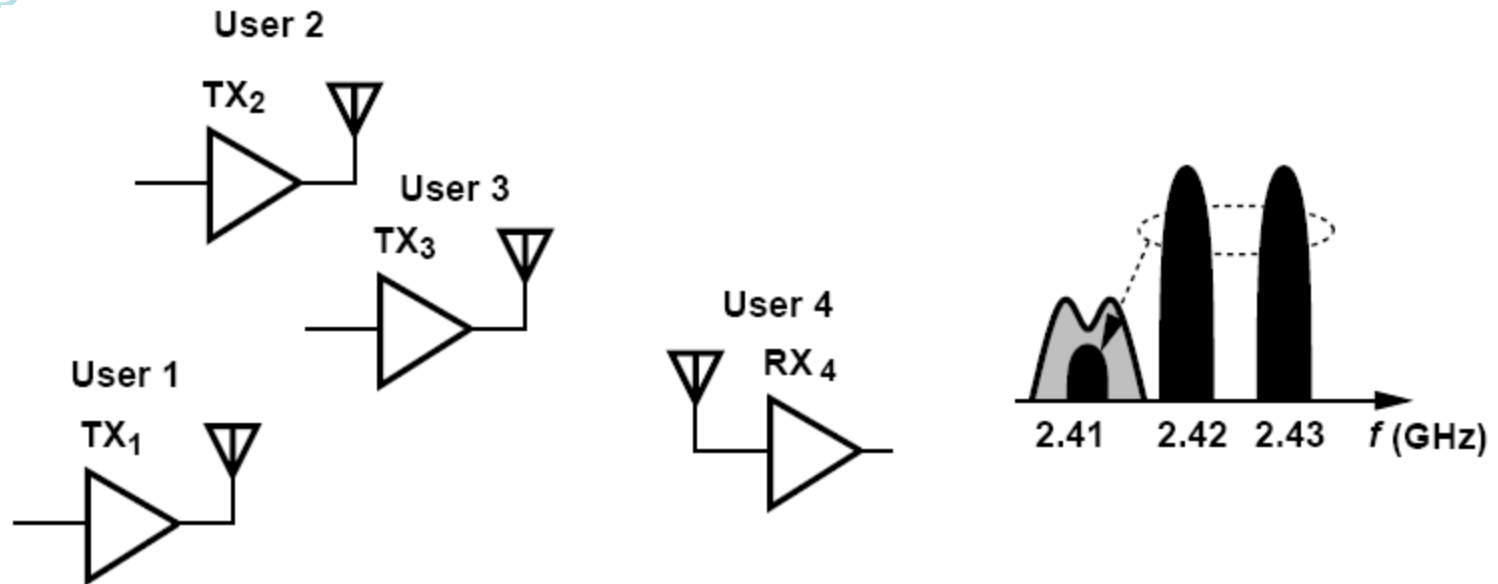 User 2
TX2
User 3
TX3
User 1
TX1
User 4
RX 4
2.41 2.42 2.43 f (GHz)